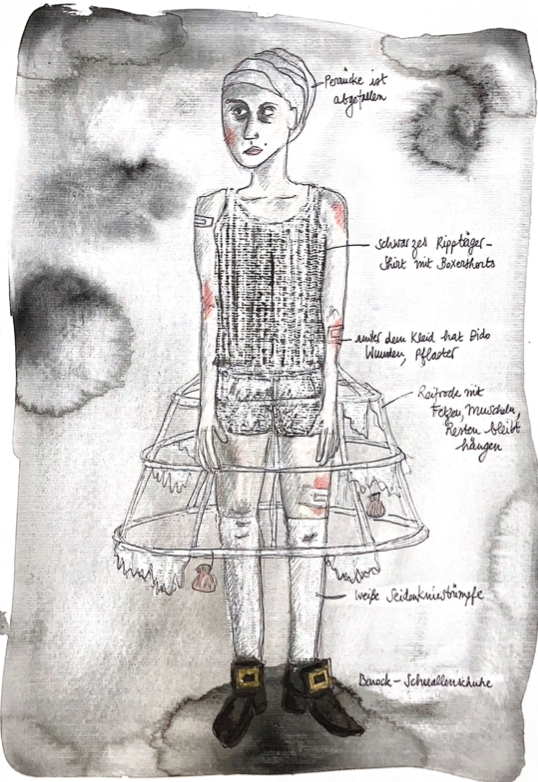 Perücke ist
abgefallen
schwarzes Ripptäger-
Shirt mit Boxershorts
unter dem Kleid hat Dido
Wunden, Pflaster
Reifrock mit
Fetzen, Muscheln,
Resten bleibt
hängen
weiße Seidenkniestrümpfe
Barock-Schnallenschuhe